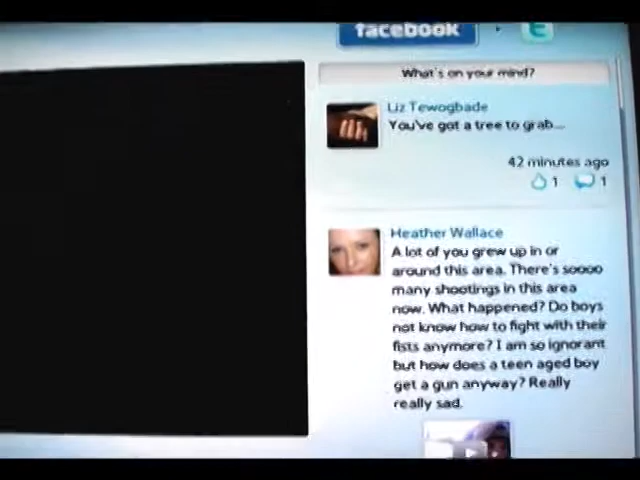 facebook
t
What's on your mind?
Liz Tewogbade
You've got a tree to grab...
42 minutes ago
1 1
Heather Wallace
A lot of you grew up in or
around this area. There's soooo
many shootings in this area
now. What happened? Do boys
not know how to fight with their
fists anymore? I am so ignorant
but how does a teen aged boy
get a gun anyway? Really
really sad.